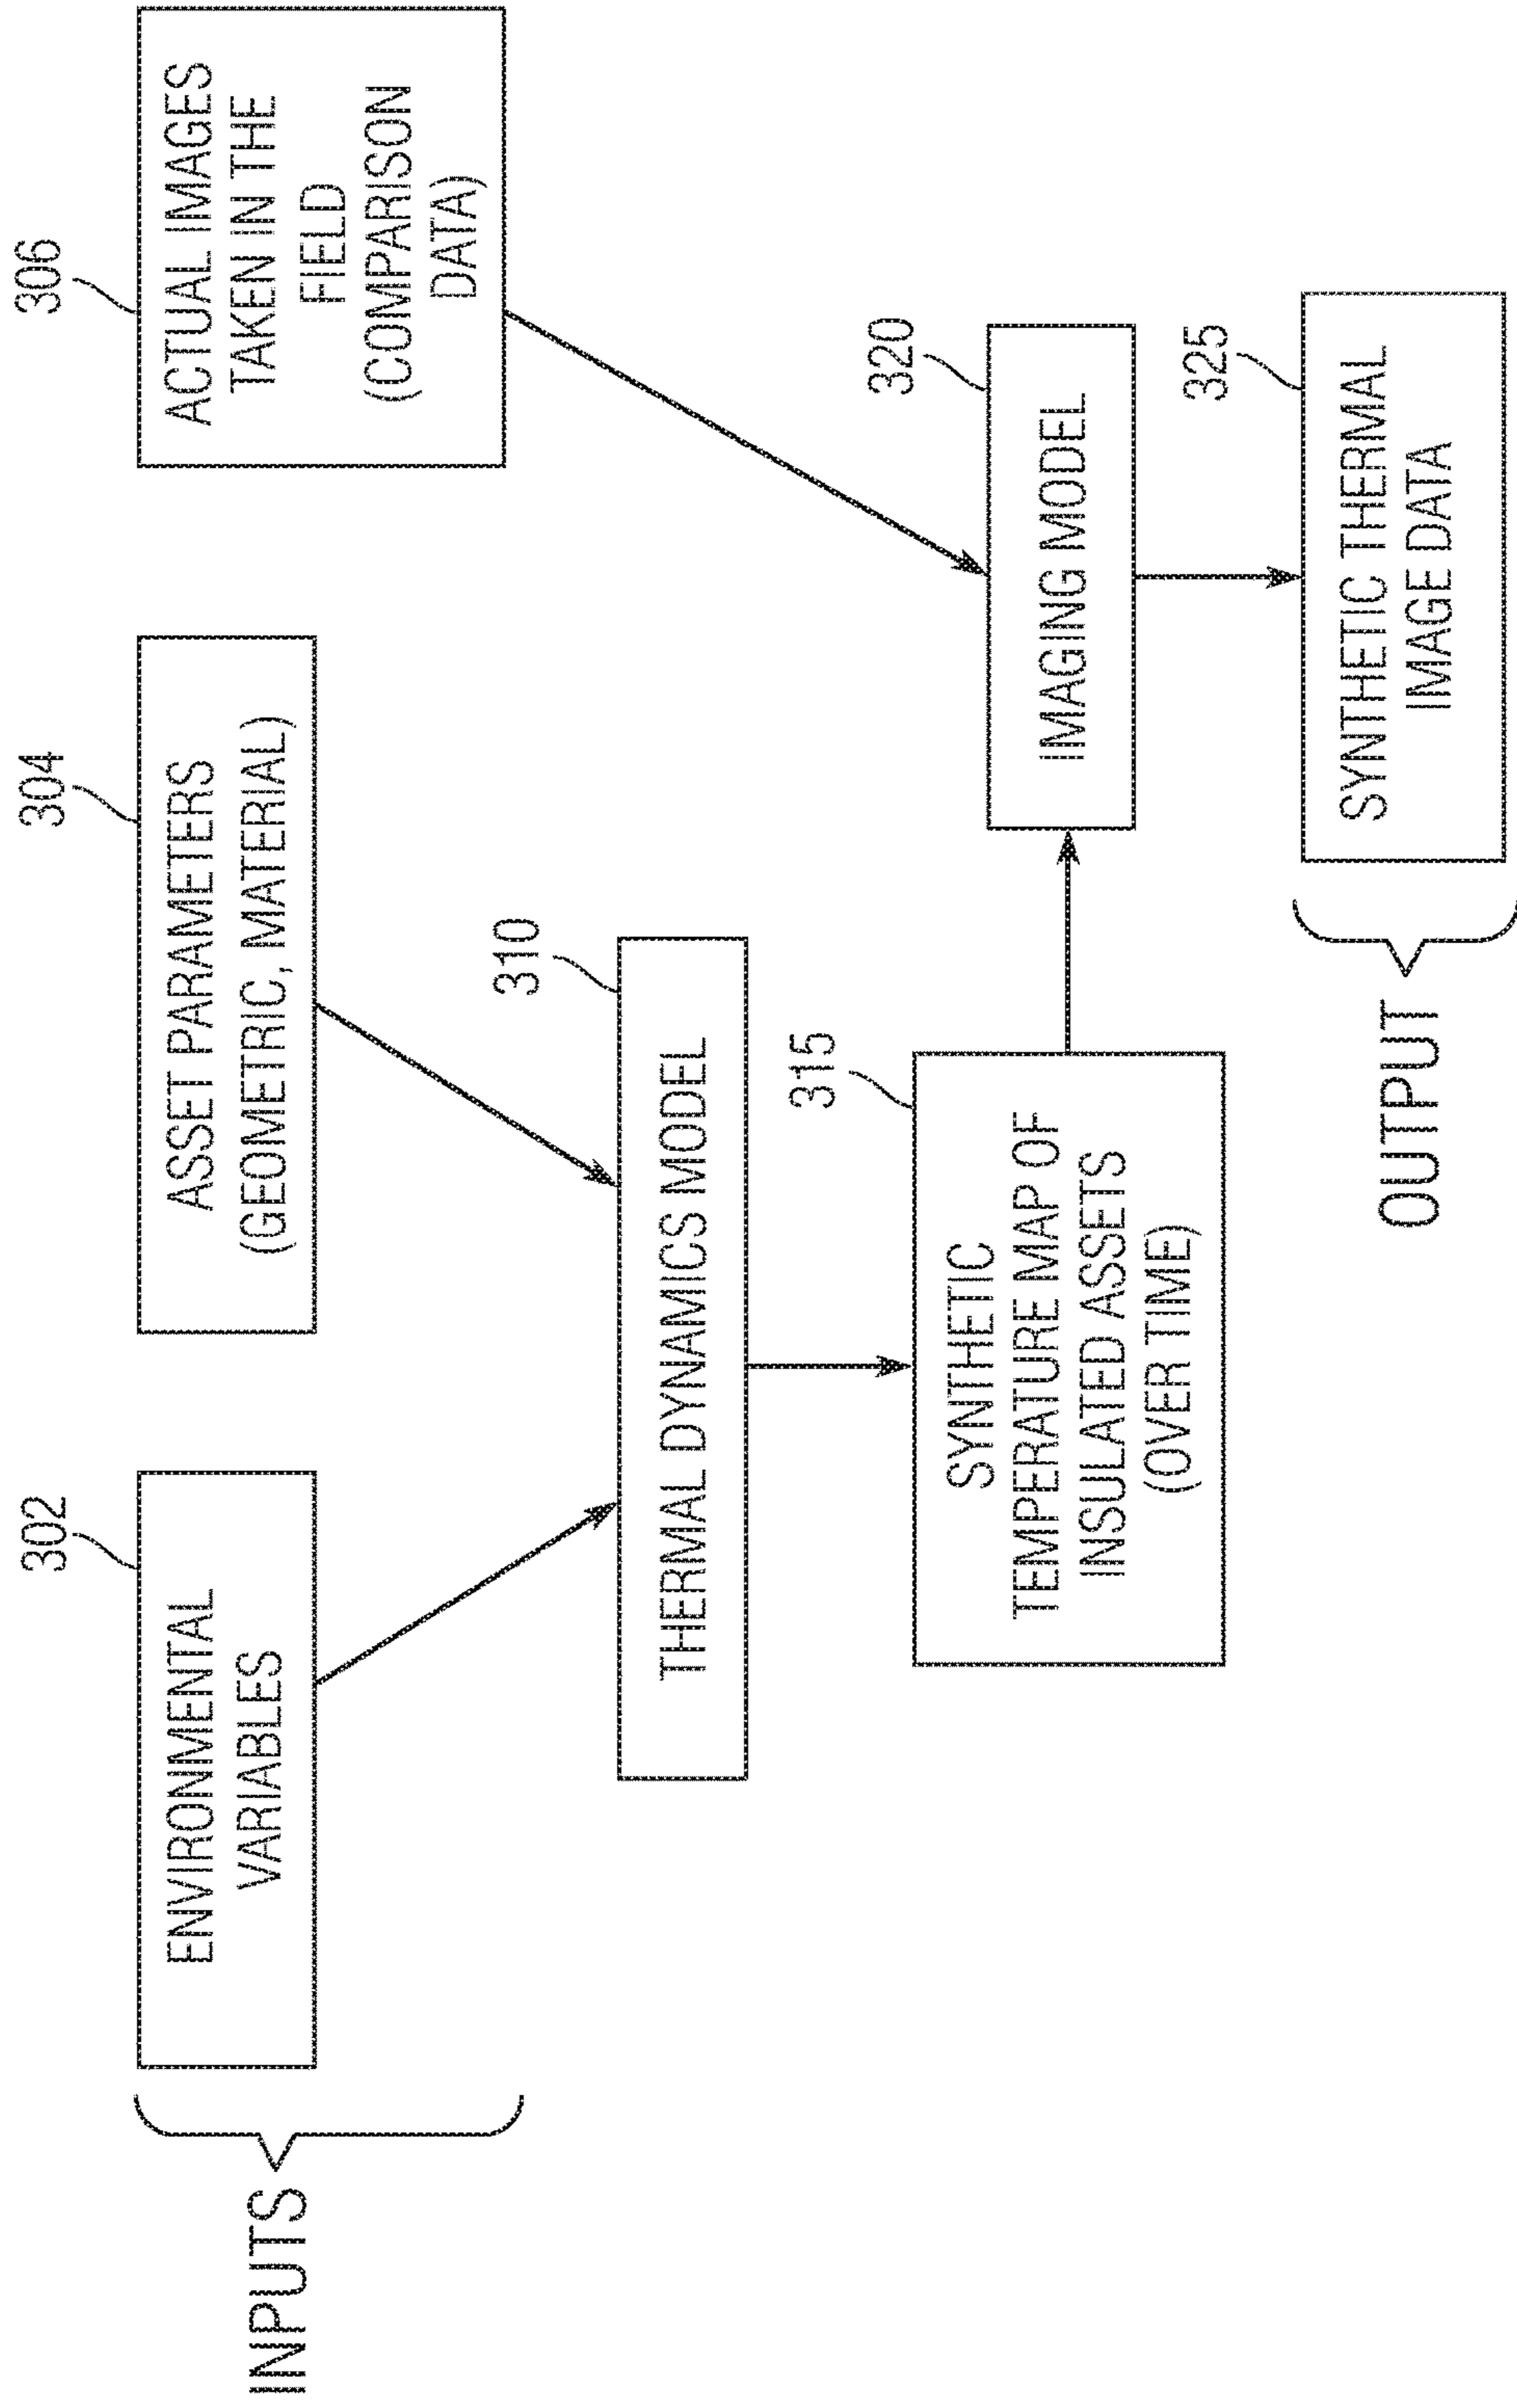 INPUTS
302
ENVIRONMENTAL
VARIABLES
304
ASSET PARAMETERS
(GEOMETRIC, MATERIAL)
306
ACTUAL IMAGES
TAKEN IN THE
FIELD
(COMPARISON
DATA)
310
THERMAL DYNAMICS MODEL
315
SYNTHETIC
TEMPERATURE MAP OF
INSULATED ASSETS
(OVER TIME)
320
IMAGING MODEL
OUTPUT
325
SYNTHETIC THERMAL
IMAGE DATA